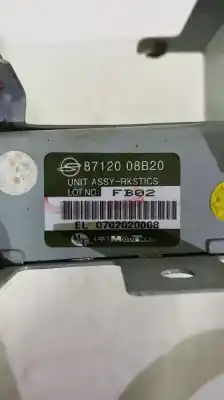 87120 08B20
UNIT ASSY-RKSTICS
LOT NO. FB02
EL 0702020008